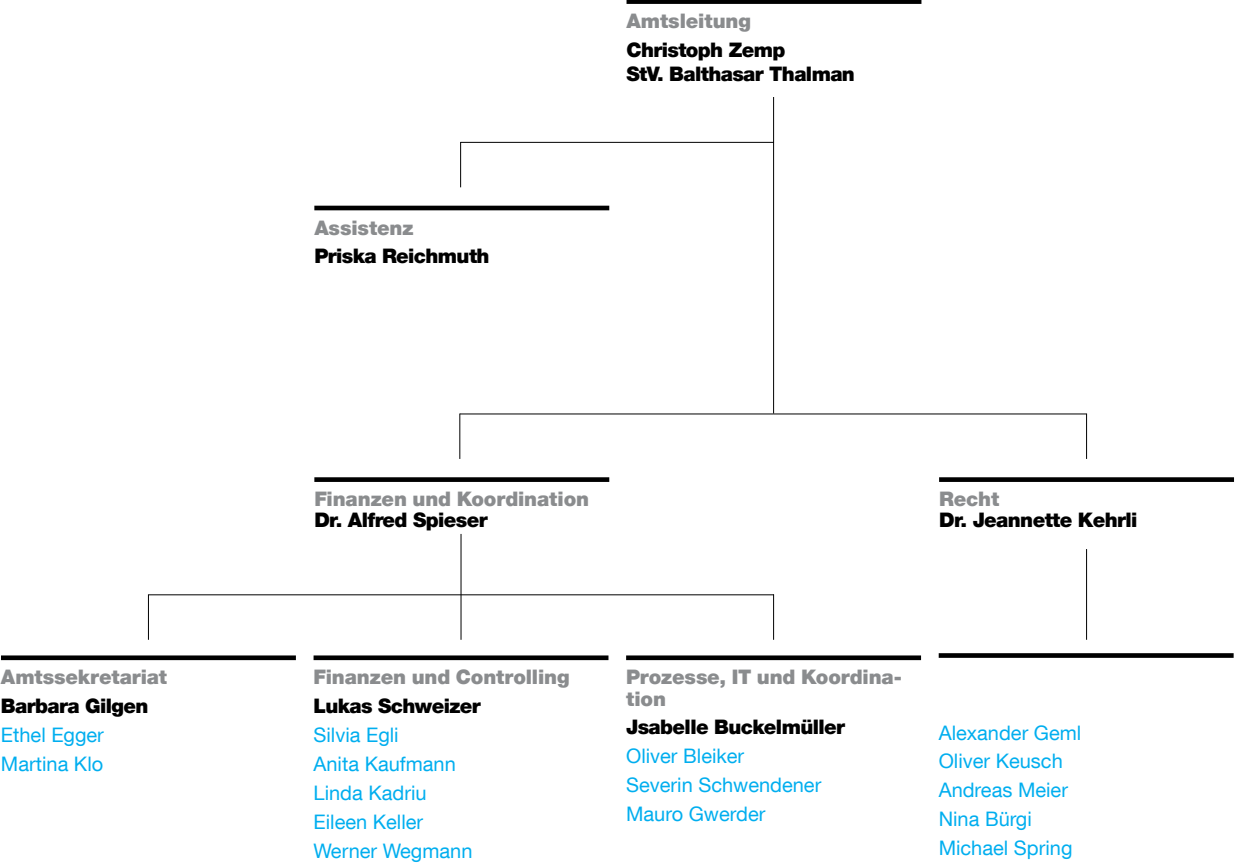 Amtsleitung
Christoph Zemp
StV. Balthasar Thalman
Assistenz
Priska Reichmuth
Finanzen und Koordination
Dr. Alfred Spieser
Recht
Dr. Jeannette Kehrli
Amtssekretariat
Barbara Gilgen
Ethel Egger
Martina Klo
Finanzen und Controlling
Lukas Schweizer
Silvia Egli
Anita Kaufmann
Linda Kadriu
Eileen Keller
Werner Wegmann
Prozesse, IT und Koordina-
tion
Jsabelle Buckelmüller
Oliver Bleiker
Severin Schwendener
Mauro Gwerder
Alexander Geml
Oliver Keusch
Andreas Meier
Nina Bürgi
Michael Spring